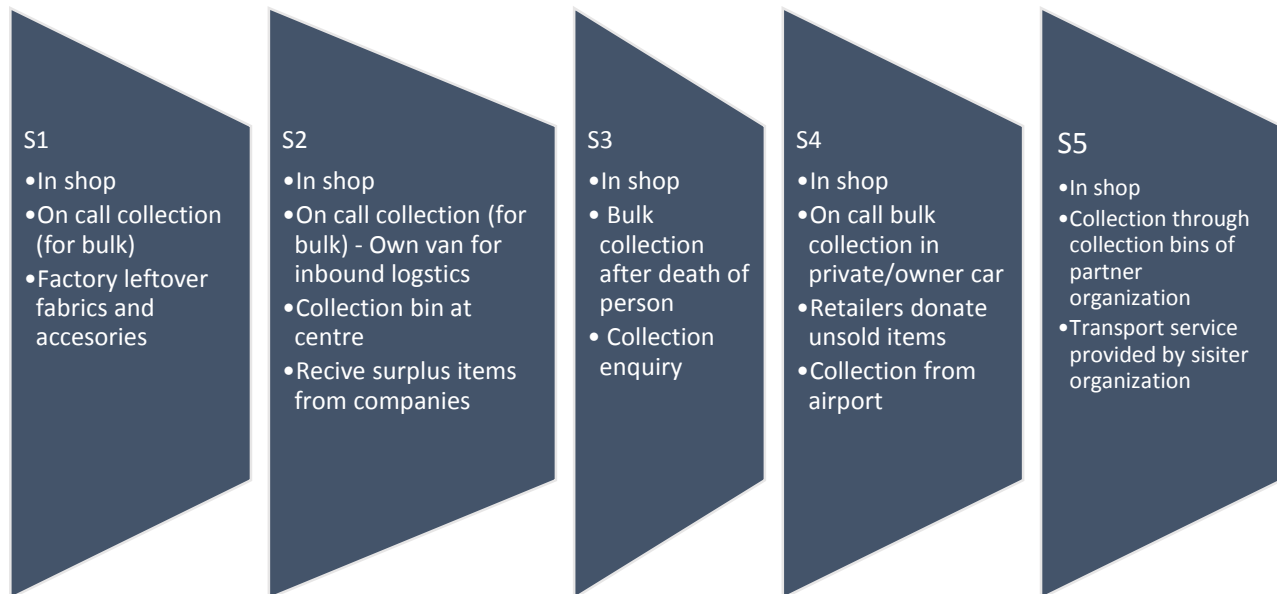 S1
•In shop
•On call collection
(for bulk)
•Factory leftover
fabrics and
accesories
S2
•In shop
•On call collection (for
bulk) - Own van for
inbound logstics
•Collection bin at
centre
•Recive surplus items
from companies
S3
•In shop
• Bulk
collection
after death of
person
• Collection
enquiry
S4
•In shop
•On call bulk
collection in
private/owner car
•Retailers donate
unsold items
•Collection from
airport
S5
•In shop
•Collection through
collection bins of
partner
organization
•Transport service
provided by sisiter
organization